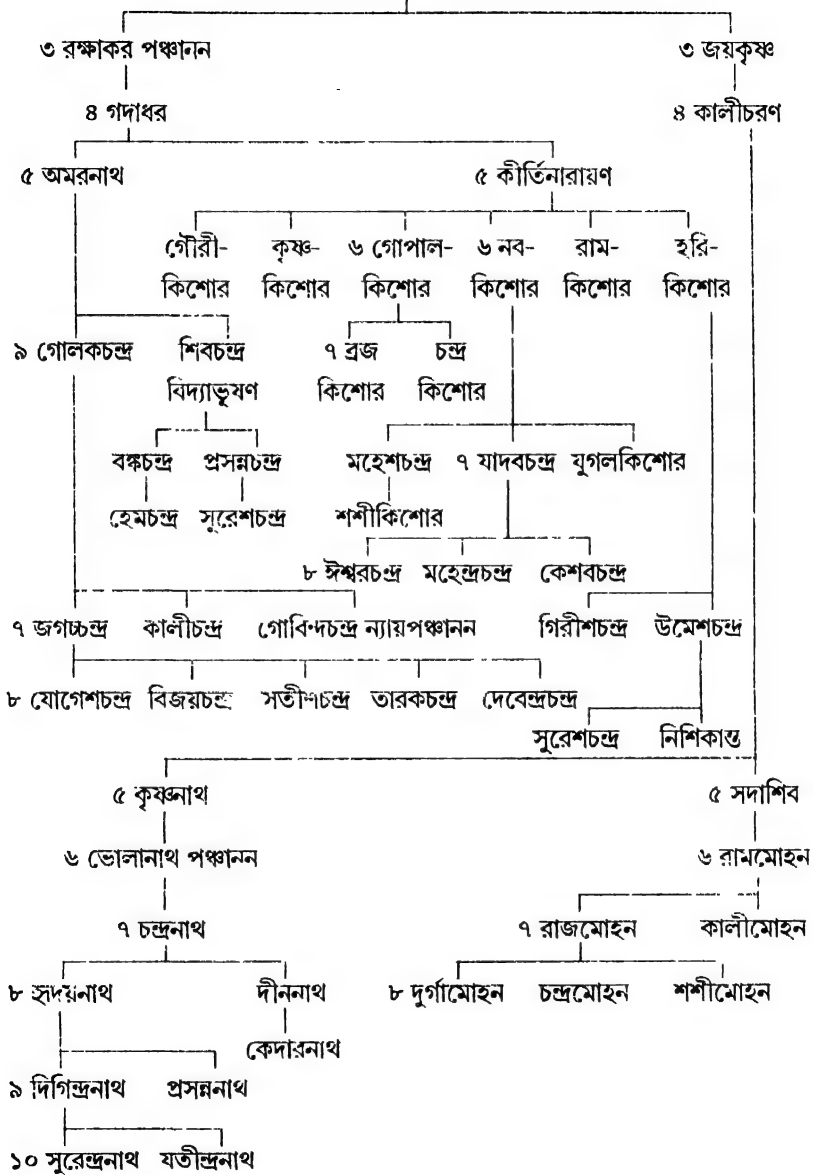 ৩ রক্ষাকর পঞ্চানন ৩ জয়কৃষ্ণ
৪ গদাধর ৪ কালীচরণ
৫ অমরনাথ ৫ কীর্তিনারায়ণ
গৌরী- কৃষ্ণ- ৬ গোপাল- ৬ নব- রাম- হরি-
কিশোর কিশোর কিশোর কিশোর কিশোর কিশোর
৯ গোলকচন্দ্র শিবচন্দ্র ৭ ব্রজ চন্দ্র
বিদ্যাভূষণ কিশোর কিশোর
বঙ্কচন্দ্র প্রসন্নচন্দ্র মহেশচন্দ্র ৭ যাদবচন্দ্র যুগলকিশোর
হেমচন্দ্র সুরেশচন্দ্র শশীকিশোর
৮ ঈশ্বরচন্দ্র মহেন্দ্রচন্দ্র কেশবচন্দ্র
৭ জগচ্চন্দ্র কালীচন্দ্র গোবিন্দচন্দ্র ন্যায়পঞ্চানন গিরীশচন্দ্র উমেশচন্দ্র
৮ যোগেশচন্দ্র বিজয়চন্দ্র সতীশচন্দ্র তারকচন্দ্র দেবেন্দ্রচন্দ্র
সুরেশচন্দ্র নিশিকান্ত
৫ কৃষ্ণনাথ ৫ সদাশিব
৬ ভোলানাথ পঞ্চানন ৬ রামমোহন
৭ চন্দ্রনাথ ৭ রাজমোহন কালীমোহন
৮ হৃদয়নাথ দীননাথ ৮ দুর্গামোহন চন্দ্রমোহন শশীমোহন
কেদারনাথ
৯ দিগিন্দ্রনাথ প্রসন্ননাথ
১০ সুরেন্দ্রনাথ যতীন্দ্রনাথ